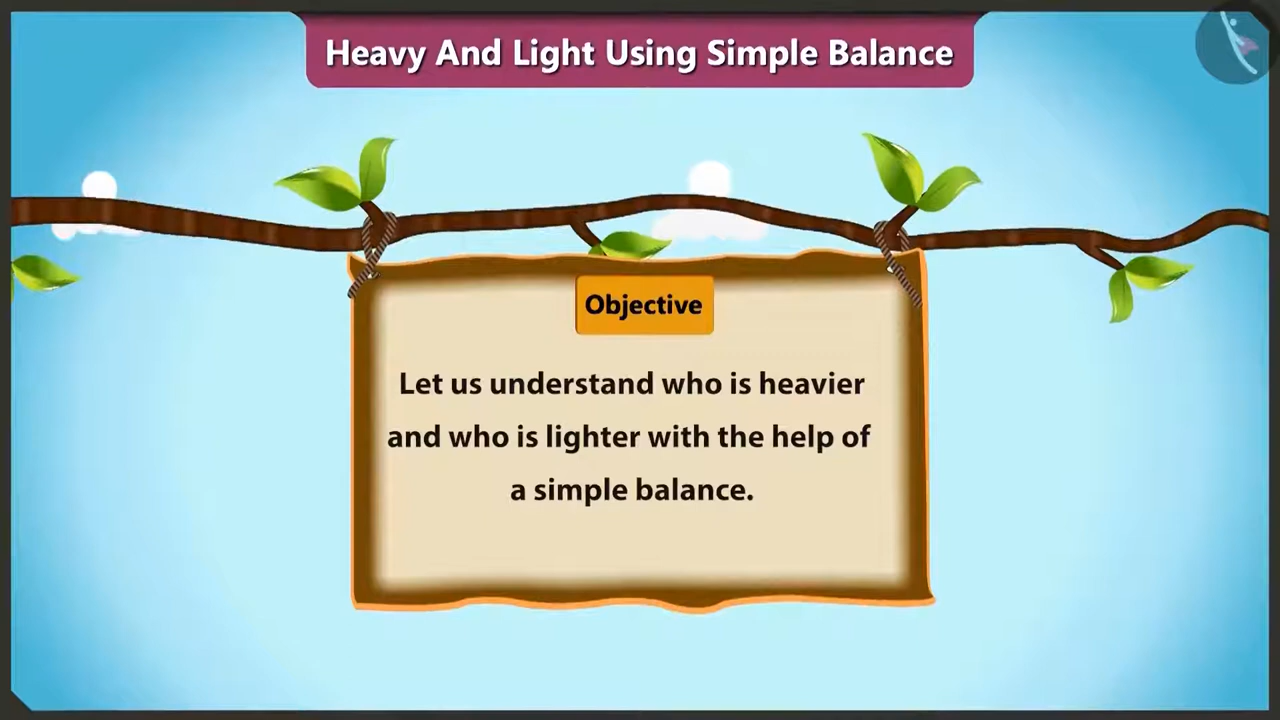 Heavy And Light Using Simple Balance
Objective
Let us understand who is heavier
and who is lighter with the help of
a simple balance.